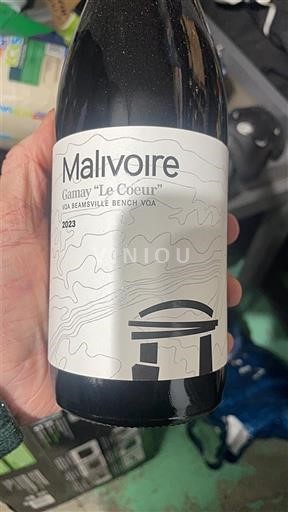 Malivoire
Gamay "Le Coeur"
VQA BEAMSVILLE BENCH VQA
2023
VINIOU